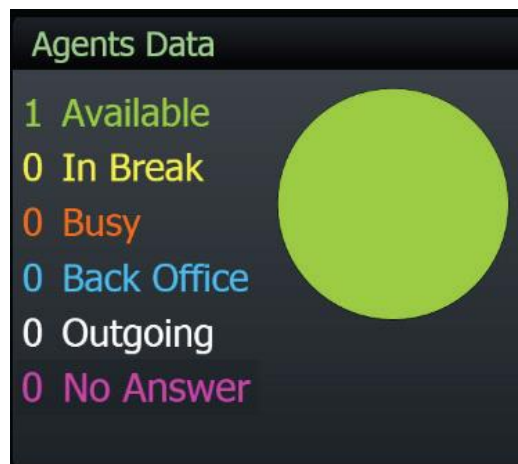 Agents Data
1 Available
0 In Break
0 Busy
0 Back Office
0 Outgoing
0 No Answer